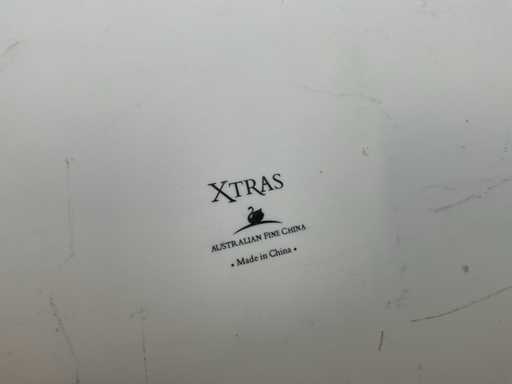 XTRAS
AUSTRALIAN FINE CHINA
• Made in China •